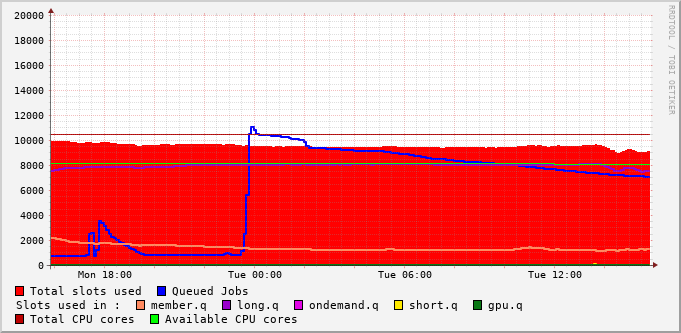 20000
18000
16000
14000
12000
10000
8000
6000
4000
2000
0
Mon 18:00 Tue 00:00 Tue 06:00 Tue 12:00
RRDTOOL / TOBI OETIKER
Total slots used Queued Jobs
Slots used in : member.q long.q ondemand.q short.q gpu.q
Total CPU cores Available CPU cores